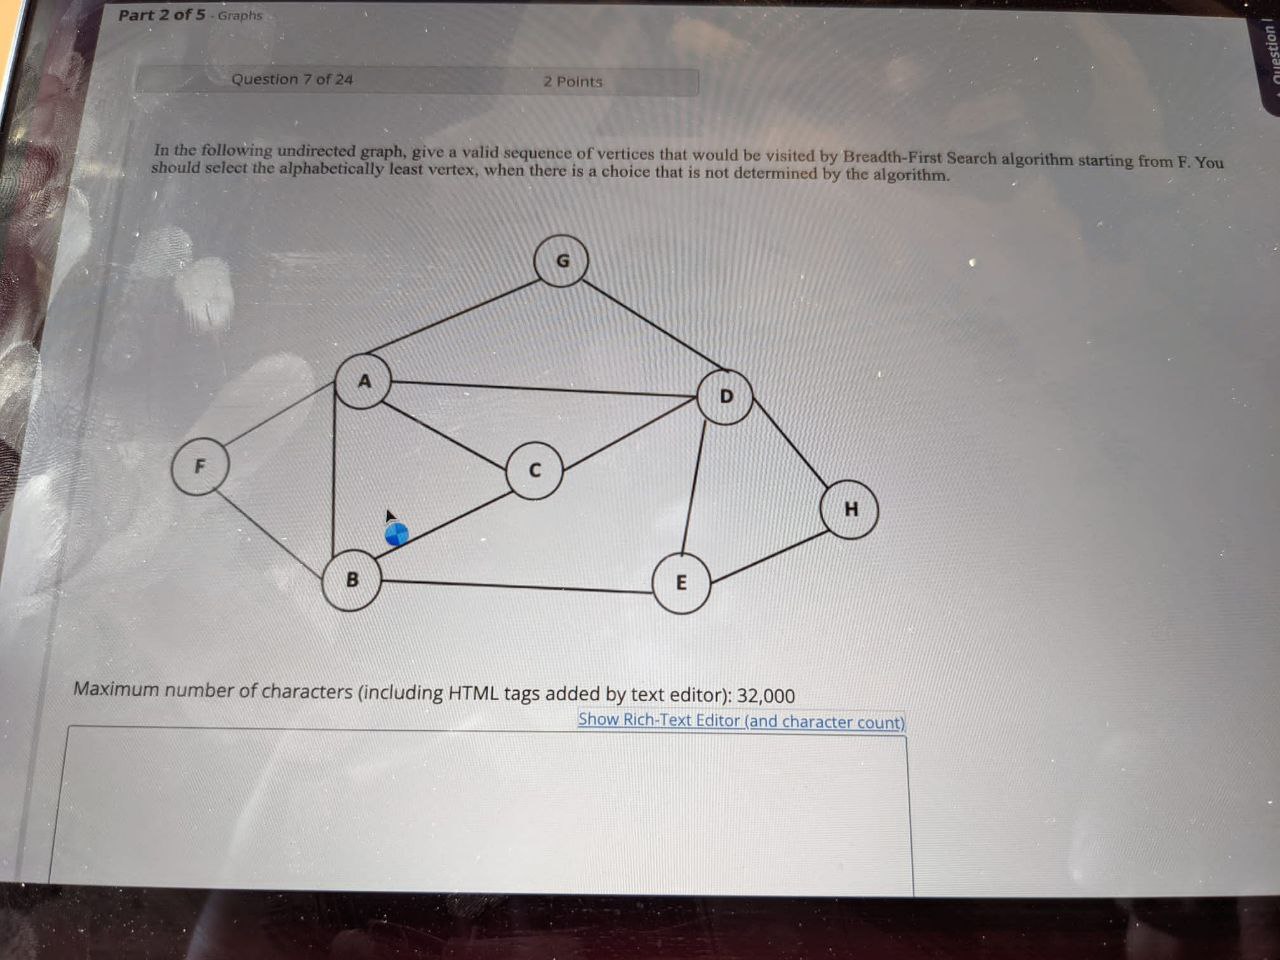 Part 2 of 5 - Graphs
Question 7 of 24
2 Points
In the following undirected graph, give a valid sequence of vertices that would be visited by Breadth-First Search algorithm starting from F. You
should select the alphabetically least vertex, when there is a choice that is not determined by the algorithm.
G
A
D
F
C
H
B
E
Maximum number of characters (including HTML tags added by text editor): 32,000
Show Rich-Text Editor (and character count)